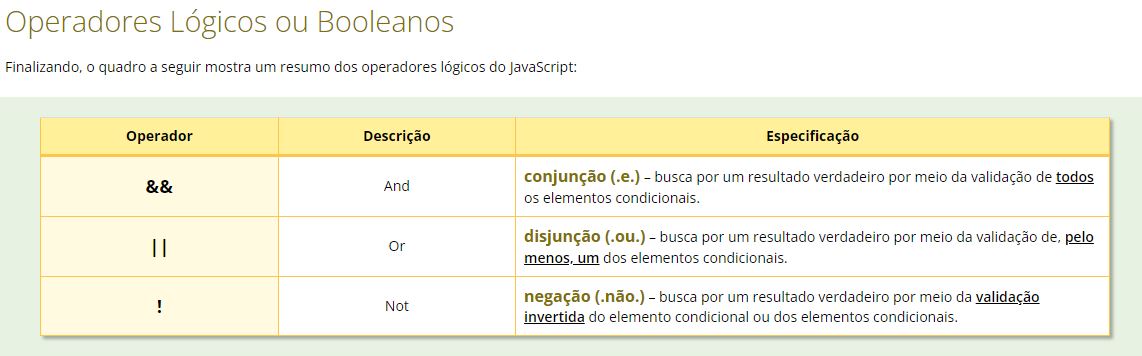 Operadores Lógicos ou Booleanos
Finalizando, o quadro a seguir mostra um resumo dos operadores lógicos do JavaScript:
Operador Descrição Especificação
&& And conjunção (.e.) – busca por um resultado verdadeiro por meio da validação de todos
os elementos condicionais.
|| Or disjunção (.ou.) – busca por um resultado verdadeiro por meio da validação de, pelo
menos, um dos elementos condicionais.
! Not negação (.não.) – busca por um resultado verdadeiro por meio da validação
invertida do elemento condicional ou dos elementos condicionais.